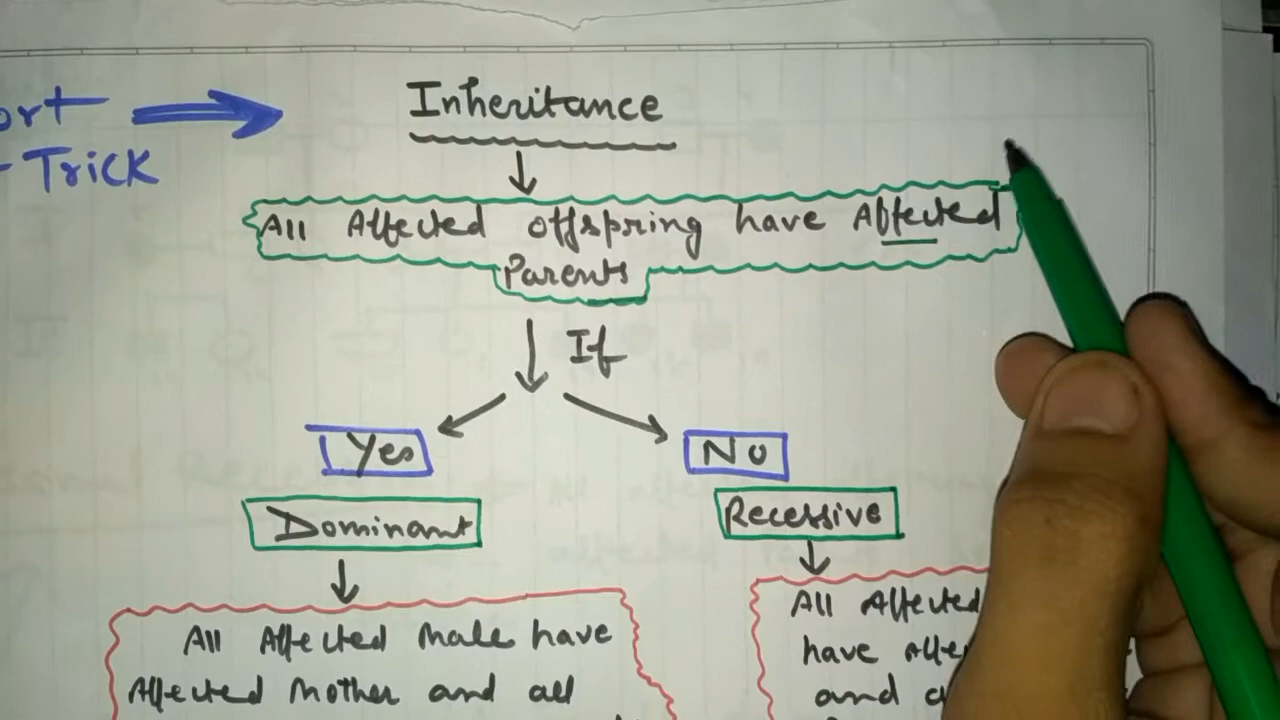 Inheritance
Trick
All Affected offspring have Affected
Parents
If
Yes
No
Dominant
Recessive
All Affected Male have
Affected Mother and all
All Affected
have
and